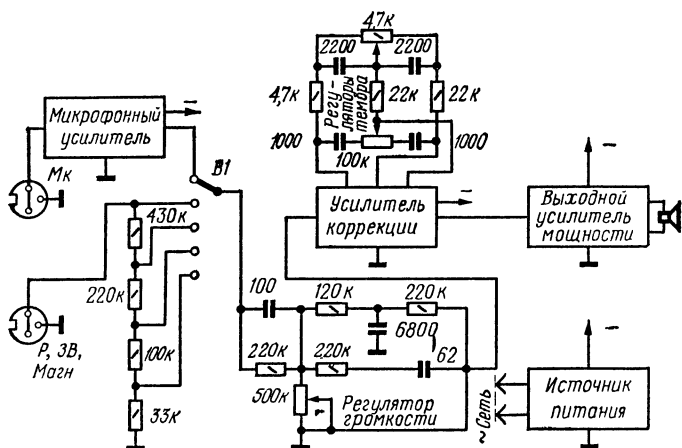 4,7к
2200
2200
4,7к
Регу-
ляторы
тембра
22к
22к
1000
100к
1000
Микрофонный
усилитель
–
Мк
В1
430к
220к
100к
33к
Р, ЗВ,
Магн
Усилитель
коррекции
–
Выходной
усилитель
мощности
–
100
120к
220к
6800
220к
220к
62
500к
Регулятор
громкости
~ Сеть
Источник
питания
–